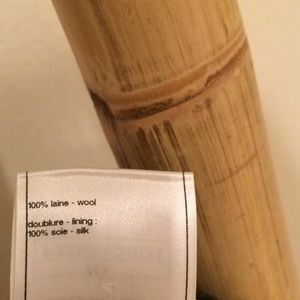 100% laine - wool
doublure - lining :
100% soie - silk